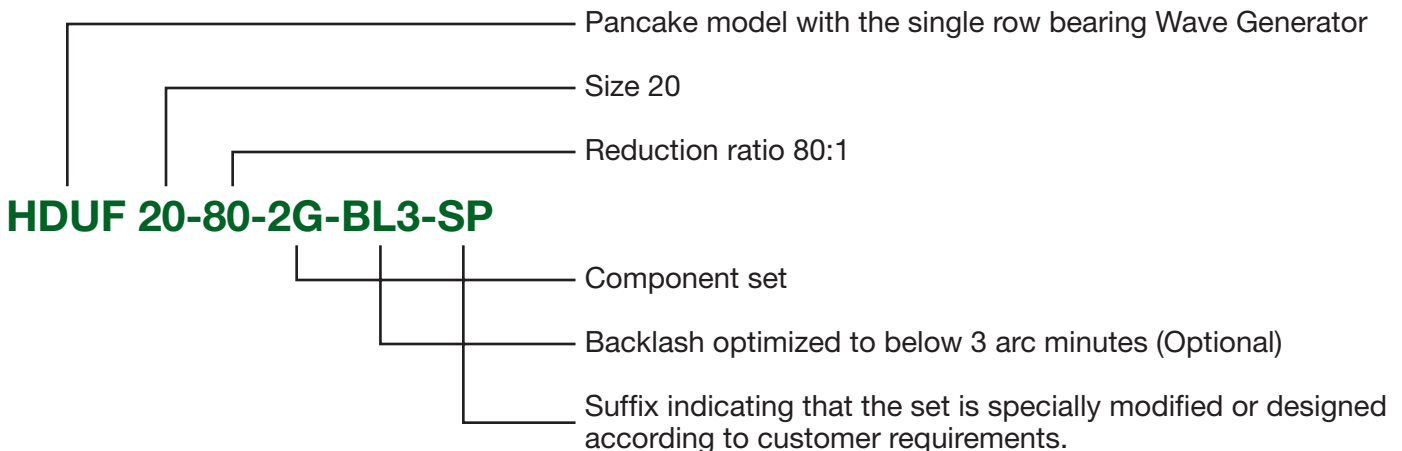 Pancake model with the single row bearing Wave Generator
Size 20
Reduction ratio 80:1
HDUF 20-80-2G-BL3-SP
Component set
Backlash optimized to below 3 arc minutes (Optional)
Suffix indicating that the set is specially modified or designed
according to customer requirements.